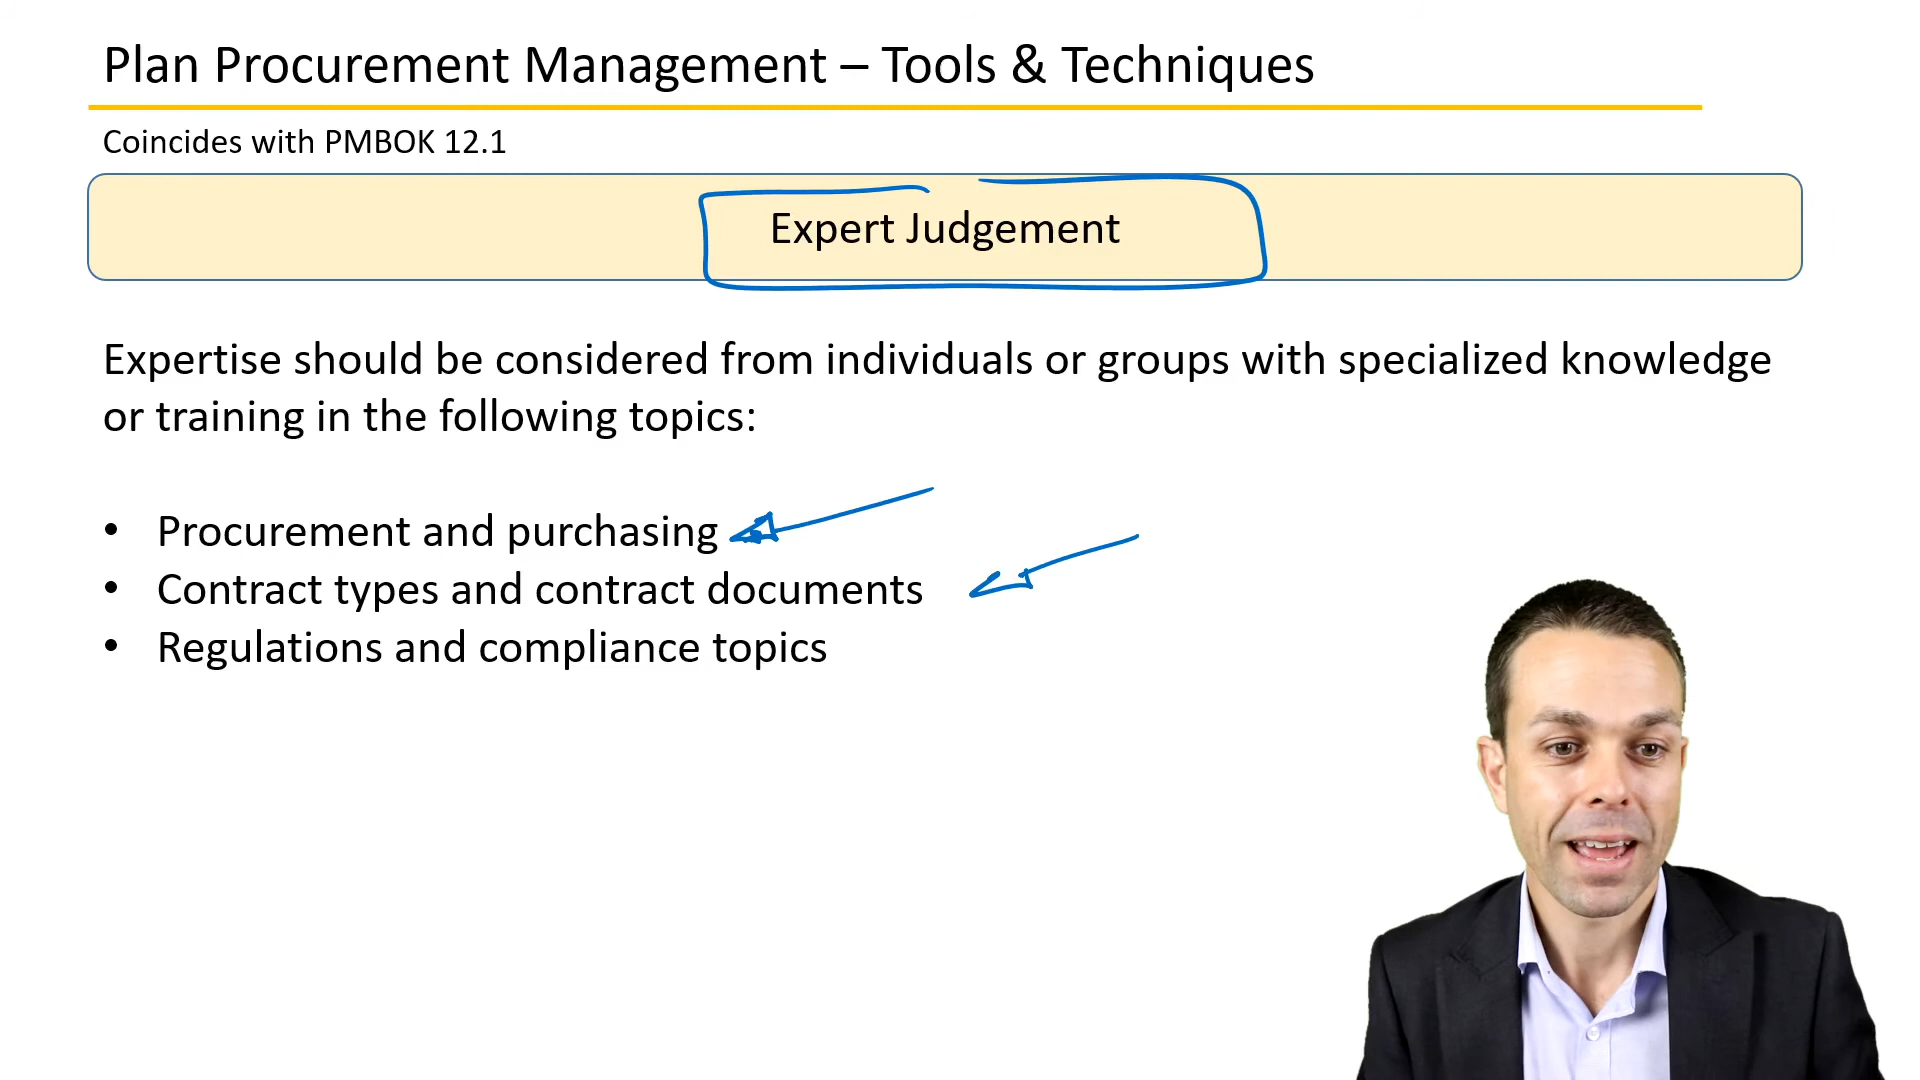 Plan Procurement Management – Tools & Techniques
Coincides with PMBOK 12.1
Expert Judgement
Expertise should be considered from individuals or groups with specialized knowledge
or training in the following topics:
• Procurement and purchasing
• Contract types and contract documents
• Regulations and compliance topics